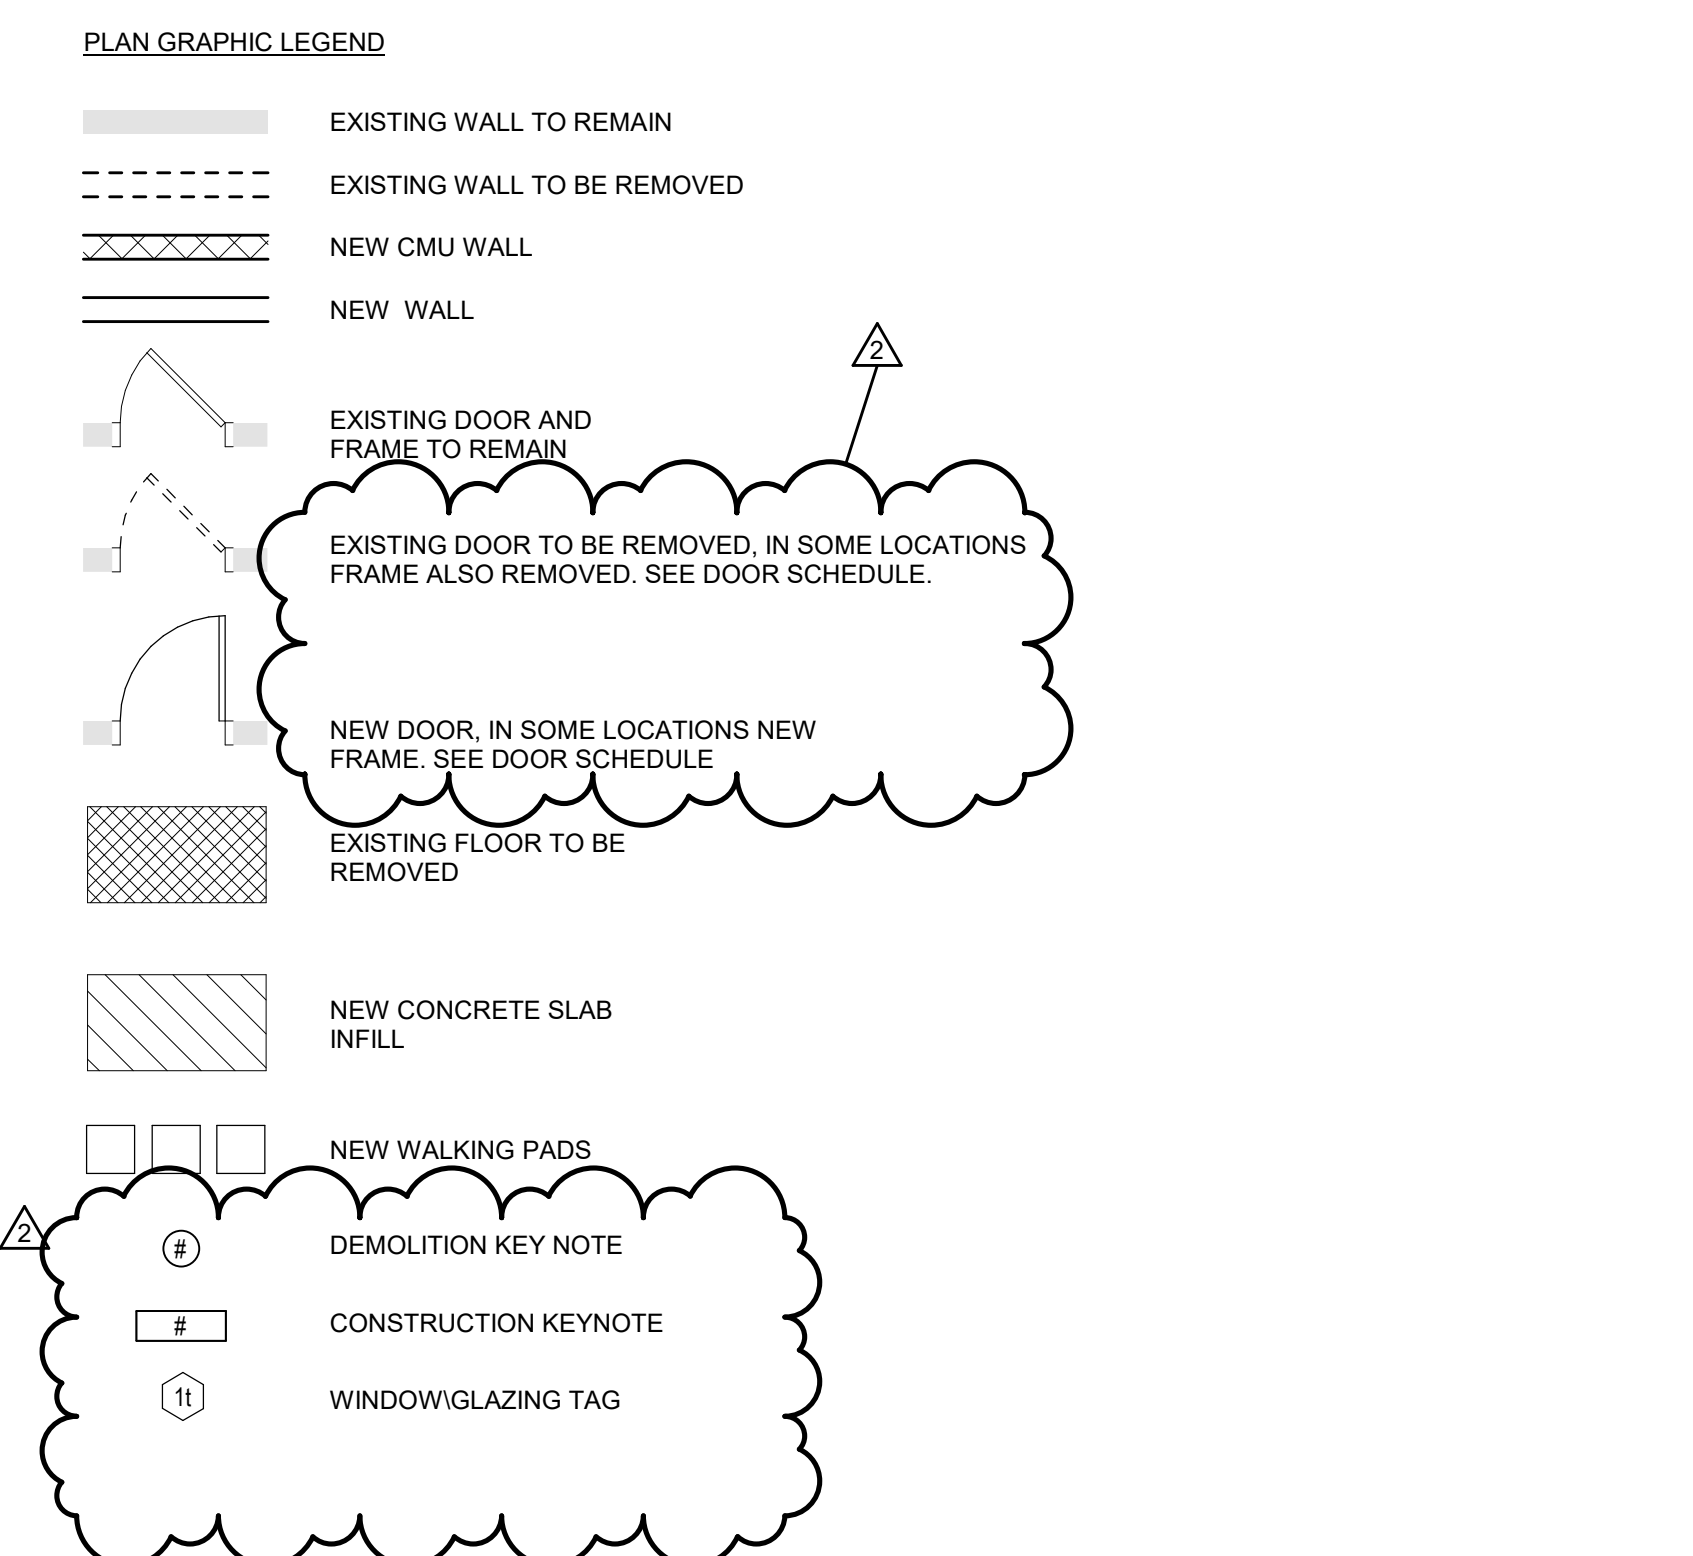 PLAN GRAPHIC LEGEND
EXISTING WALL TO REMAIN
EXISTING WALL TO BE REMOVED
NEW CMU WALL
NEW  WALL
2
EXISTING DOOR AND
FRAME TO REMAIN
EXISTING DOOR TO BE REMOVED, IN SOME LOCATIONS
FRAME ALSO REMOVED. SEE DOOR SCHEDULE.
NEW DOOR, IN SOME LOCATIONS NEW
FRAME. SEE DOOR SCHEDULE
EXISTING FLOOR TO BE
REMOVED
NEW CONCRETE SLAB
INFILL
NEW WALKING PADS
2
# DEMOLITION KEY NOTE
# CONSTRUCTION KEYNOTE
1t WINDOW\GLAZING TAG